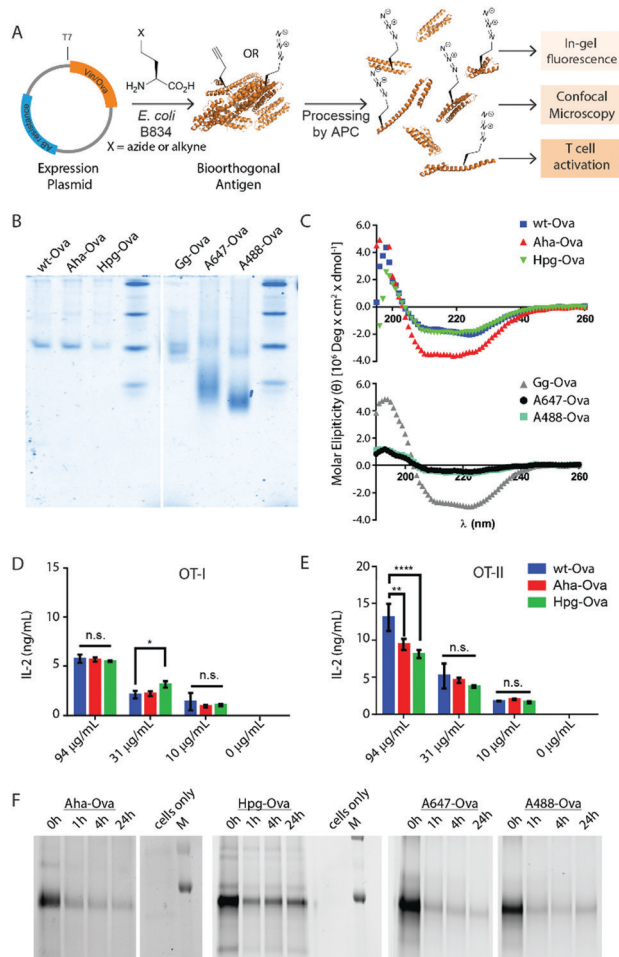 A
T7
Vin/Ova
AB resistance
Expression
Plasmid
X
H₂N
CO₂H
E. coli
B834
X = azide or alkyne
OR
N
N
N
Bioorthogonal
Antigen
Processing
by APC
In-gel
fluorescence
Confocal
Microscopy
T cell
activation
B
wt-Ova
Aha-Ova
Hpg-Ova
Gg-Ova
A647-Ova
A488-Ova
C
Molar Elipticity (Θ) [10⁶ Deg x cm² x dmol⁻¹]
6.0
4.0
2.0
0.0
-2.0
-4.0
200
220
240
260
wt-Ova
Aha-Ova
Hpg-Ova
6.0
4.0
2.0
0.0
-2.0
-4.0
190
200
220
240
260
Gg-Ova
A647-Ova
A488-Ova
λ (nm)
D
OT-I
IL-2 (ng/mL)
15
10
5
0
n.s.
*
n.s.
94 µg/mL
31 µg/mL
10 µg/mL
0 µg/mL
E
OT-II
IL-2 (ng/mL)
20
15
10
5
0
****
**
n.s.
n.s.
wt-Ova
Aha-Ova
Hpg-Ova
94 µg/mL
31 µg/mL
10 µg/mL
0 µg/mL
F
Aha-Ova
0h 1h 4h 24h
cells only
M
Hpg-Ova
0h 1h 4h 24h
cells only
M
A647-Ova
0h 1h 4h 24h
A488-Ova
0h 1h 4h 24h